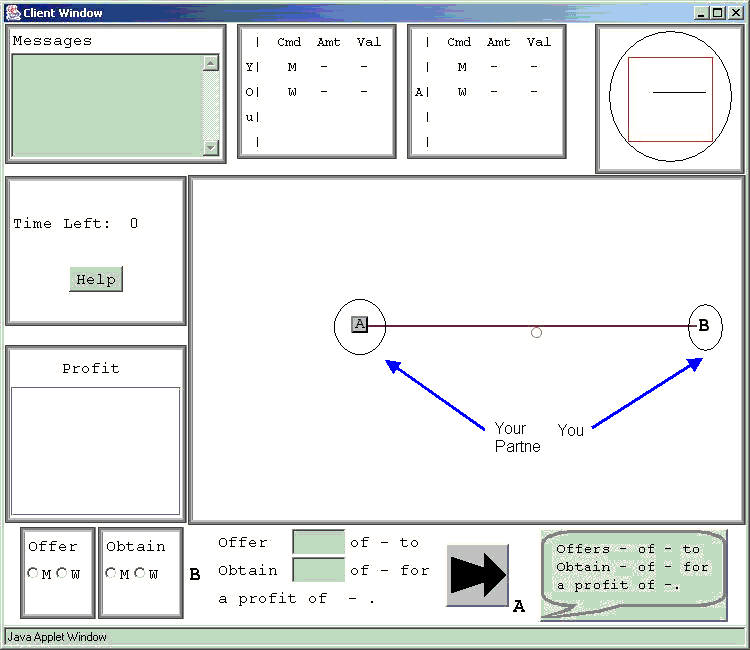 Client Window
Messages
| Cmd Amt Val
Y| M - -
O| W - -
u|
|
| Cmd Amt Val
| M - -
A| W - -
|
|
Time Left: 0
Help
A
B
Your
Partne
You
Profit
Offer
M W
Obtain
M W
B
Offer of - to
Obtain of - for
a profit of - .
A
Offers - of - to
Obtain - of - for
a profit of -.
Java Applet Window